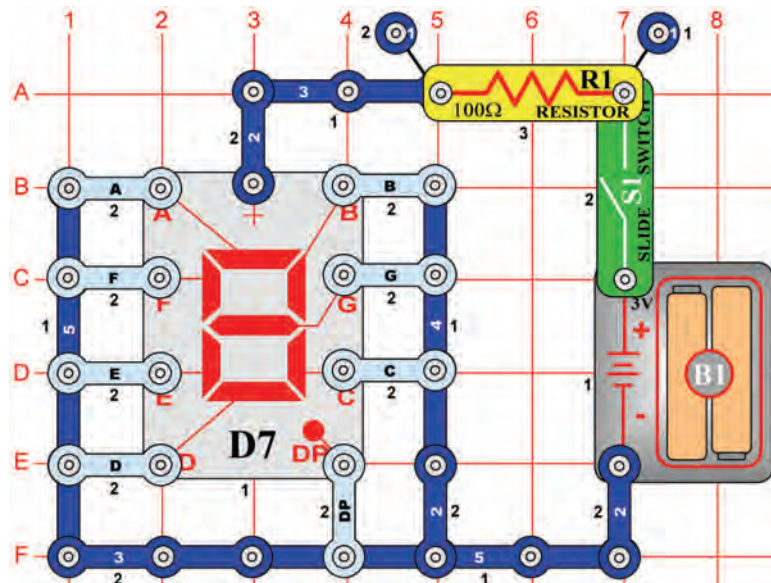 1 2 3 4 5 6 7 8
2 1 1 1
A 3 R1
100Ω RESISTOR
2 2 1 3
B A 2 A + B B 2
S1 SLIDE SWITCH 2
C F 2 F G G 2
1 5 4 1
3V
+
D E 2 E C C 2
1 B1
-
E D 2 D D7 DP
1 2 DP 2 2 2 2
F 3 5
2 1